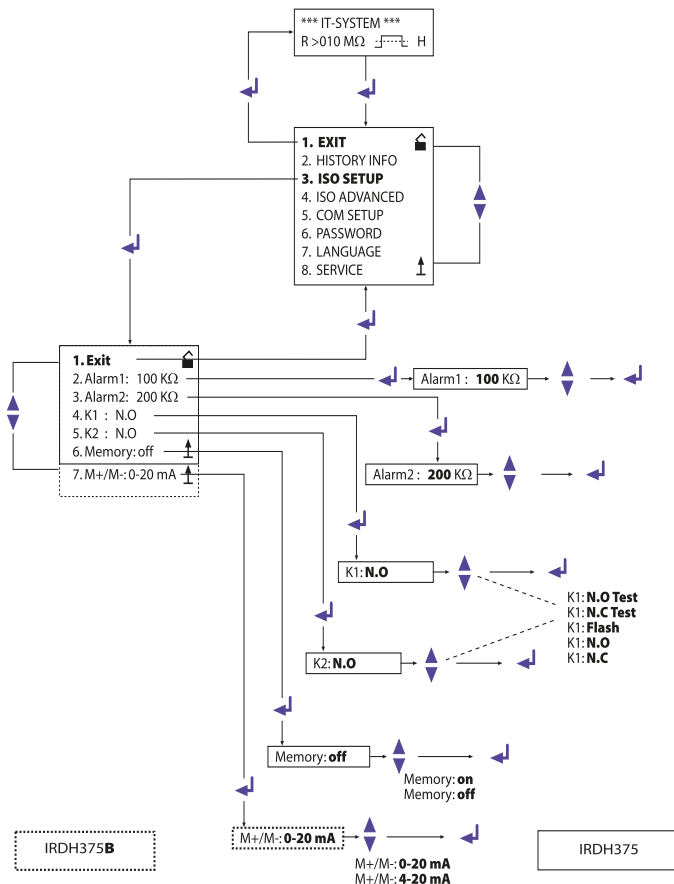 *** IT-SYSTEM ***
R >010 MΩ H
1. EXIT
2. HISTORY INFO
3. ISO SETUP
4. ISO ADVANCED
5. COM SETUP
6. PASSWORD
7. LANGUAGE
8. SERVICE
1. Exit
2. Alarm1: 100 KΩ
3. Alarm2: 200 KΩ
4. K1 : N.O
5. K2 : N.O
6. Memory: off
7. M+/M-: 0-20 mA
Alarm1 : 100 KΩ
Alarm2 : 200 KΩ
K1: N.O
K1: N.O Test
K1: N.C Test
K1: Flash
K1: N.O
K1: N.C
K2: N.O
Memory: off
Memory: on
Memory: off
M+/M-: 0-20 mA
M+/M-: 0-20 mA
M+/M-: 4-20 mA
IRDH375B
IRDH375